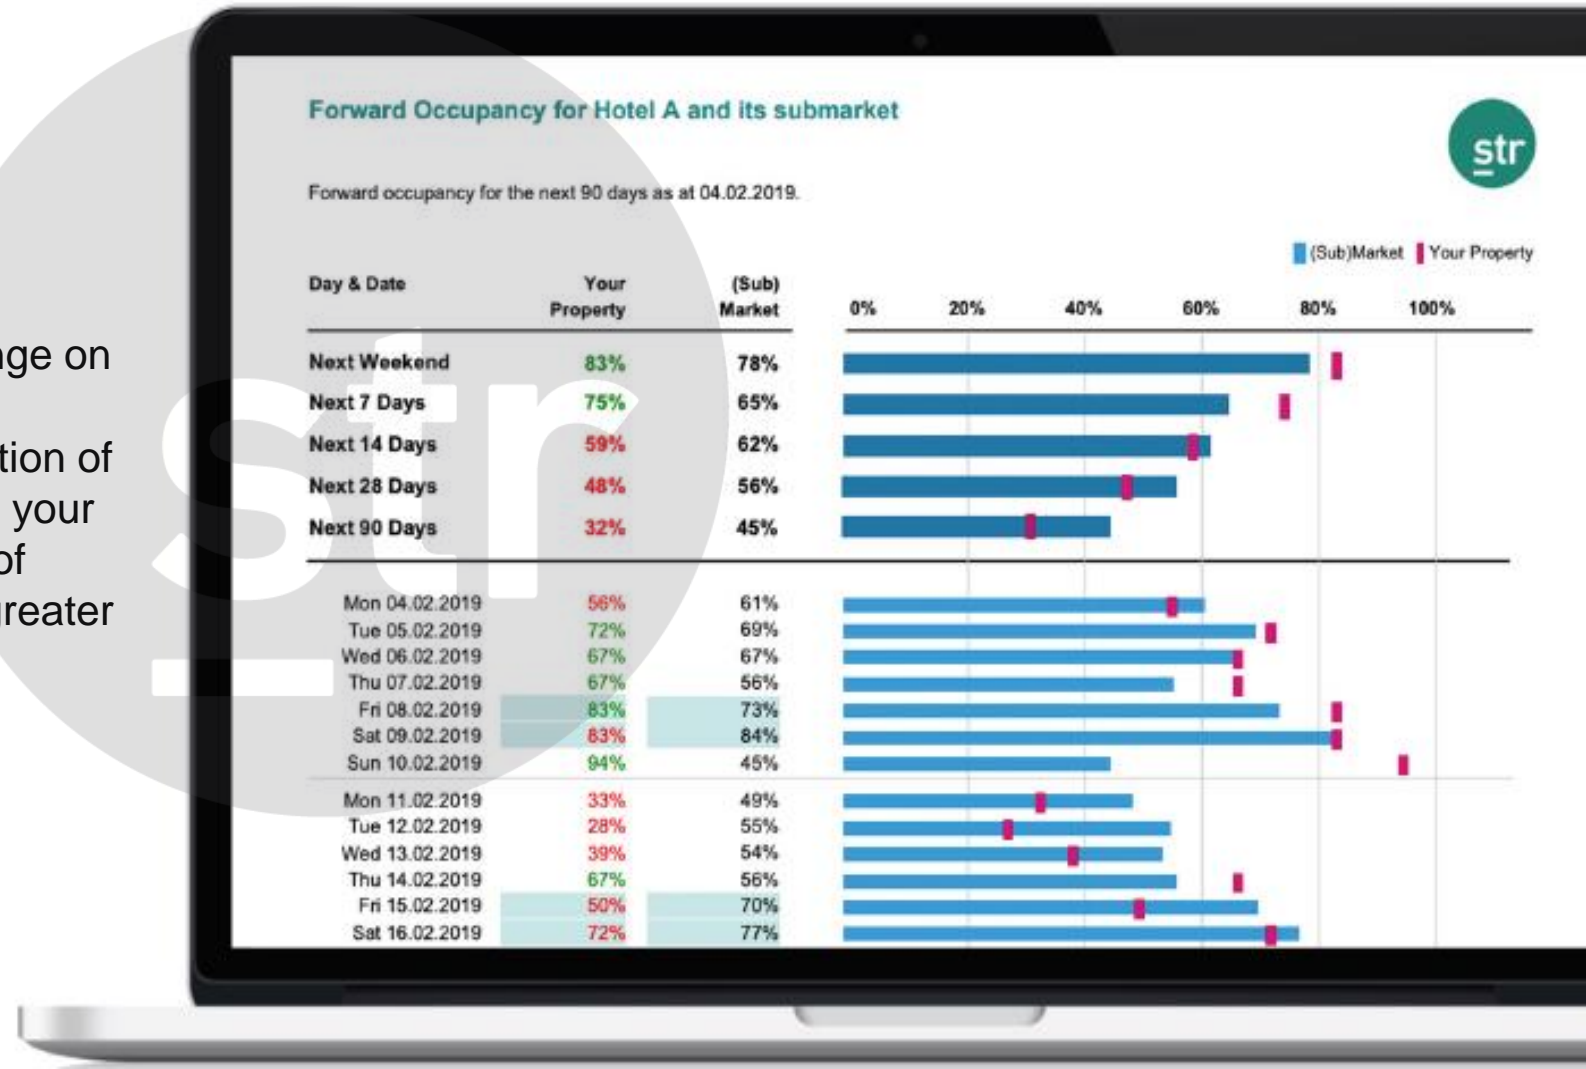 Forward Occupancy for Hotel A and its submarket
str
Forward occupancy for the next 90 days as at 04.02.2019.
(Sub)Market Your Property
Day & Date Your Property (Sub) Market 0% 20% 40% 60% 80% 100%
Next Weekend 83% 78%
Next 7 Days 75% 65%
Next 14 Days 59% 62%
Next 28 Days 48% 56%
Next 90 Days 32% 45%
Mon 04.02.2019 56% 61%
Tue 05.02.2019 72% 69%
Wed 06.02.2019 67% 67%
Thu 07.02.2019 67% 56%
Fri 08.02.2019 83% 73%
Sat 09.02.2019 83% 84%
Sun 10.02.2019 94% 45%
Mon 11.02.2019 33% 49%
Tue 12.02.2019 28% 55%
Wed 13.02.2019 39% 54%
Thu 14.02.2019 67% 56%
Fri 15.02.2019 50% 70%
Sat 16.02.2019 72% 77%
on
of
your
of
str